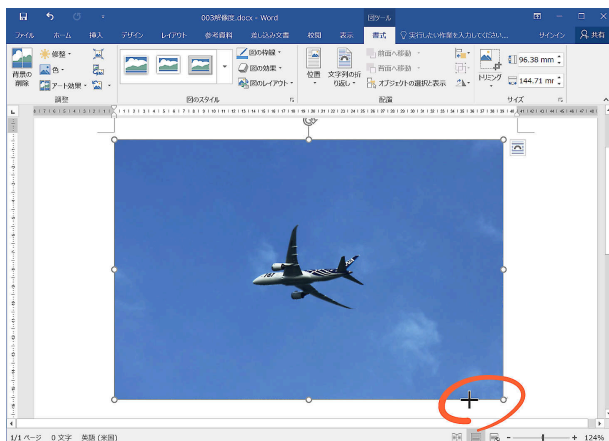 003解像度.docx - Word
図ツール
ファイル ホーム 挿入 デザイン レイアウト 参考資料 差し込み文書 校閲 表示 書式 実行したい作業を入力してください... サインイン 共有
背景の削除
修整
色
アート効果
調整
図の枠線
図の効果
図のレイアウト
図のスタイル
位置
文字列の折り返し
前面へ移動
背面へ移動
オブジェクトの選択と表示
配置
トリミング
96.38 mm
144.71 mm
サイズ
787
1/1 ページ 0 文字 英語 (米国) 124%